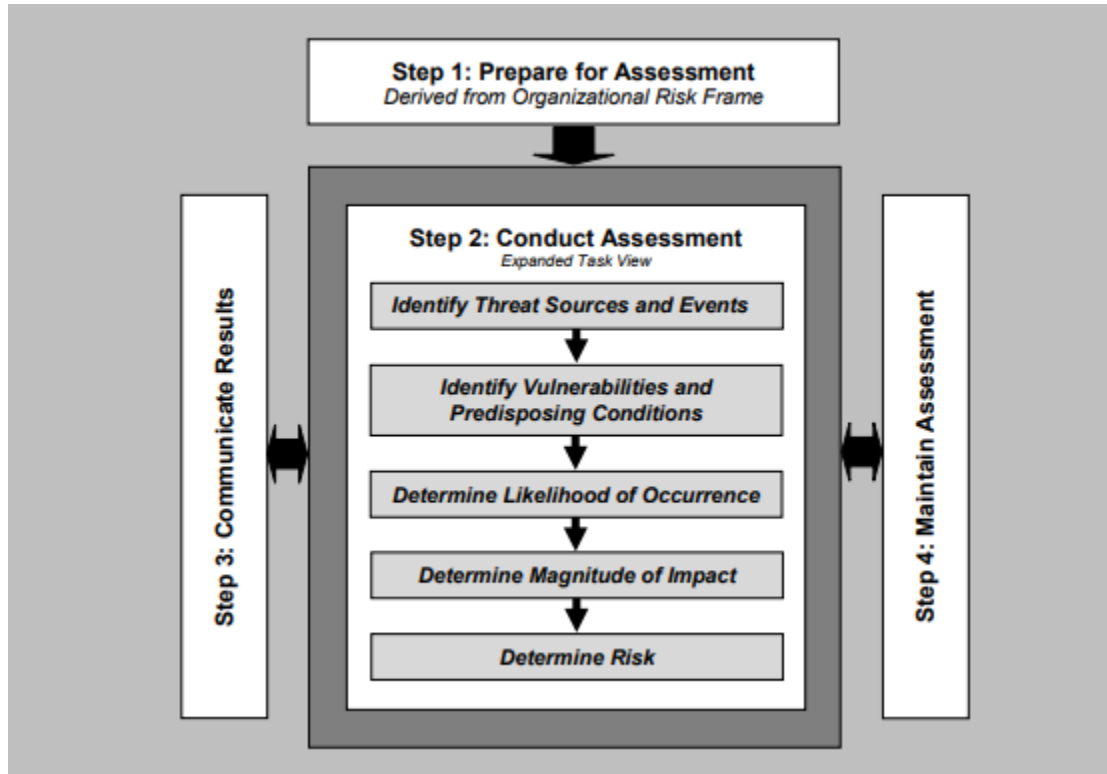 Step 1: Prepare for Assessment
Derived from Organizational Risk Frame
Step 3: Communicate Results
Step 2: Conduct Assessment
Expanded Task View
Identify Threat Sources and Events
Identify Vulnerabilities and
Predisposing Conditions
Determine Likelihood of Occurrence
Determine Magnitude of Impact
Determine Risk
Step 4: Maintain Assessment